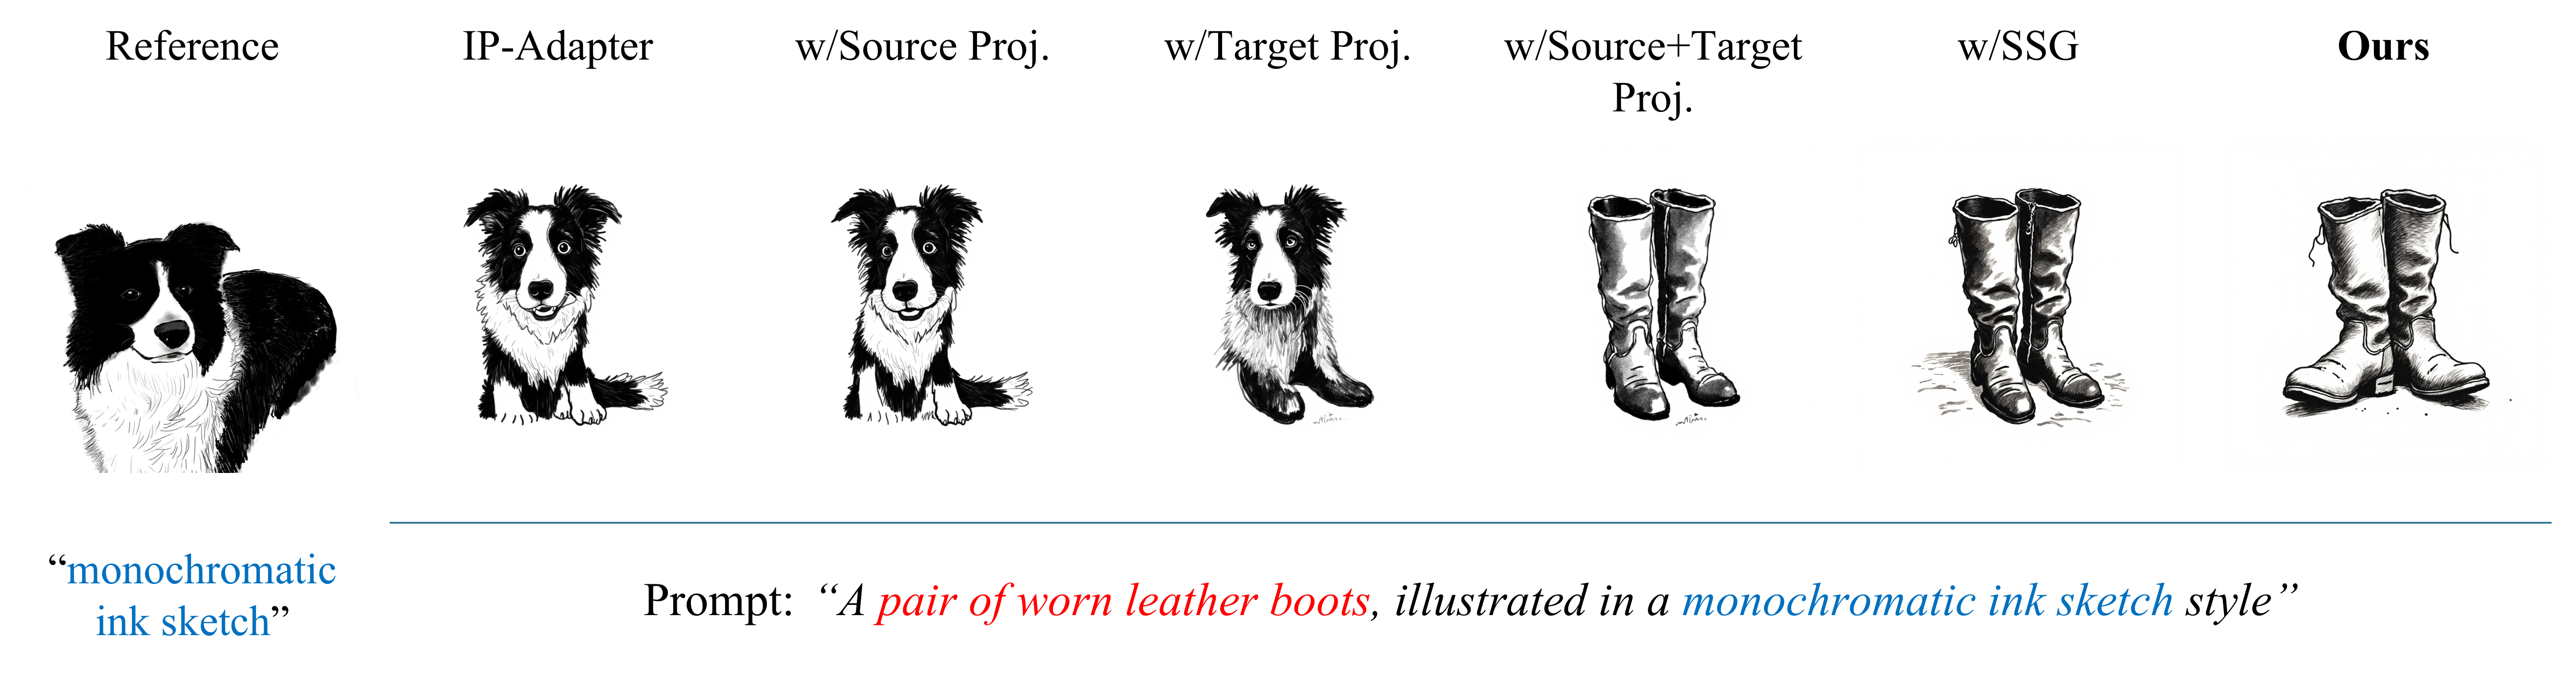 Reference
IP-Adapter
w/Source Proj.
w/Target Proj.
w/Source+Target
Proj.
w/SSG
Ours
“monochromatic
ink sketch”
Prompt: “A pair of worn leather boots, illustrated in a monochromatic ink sketch style”